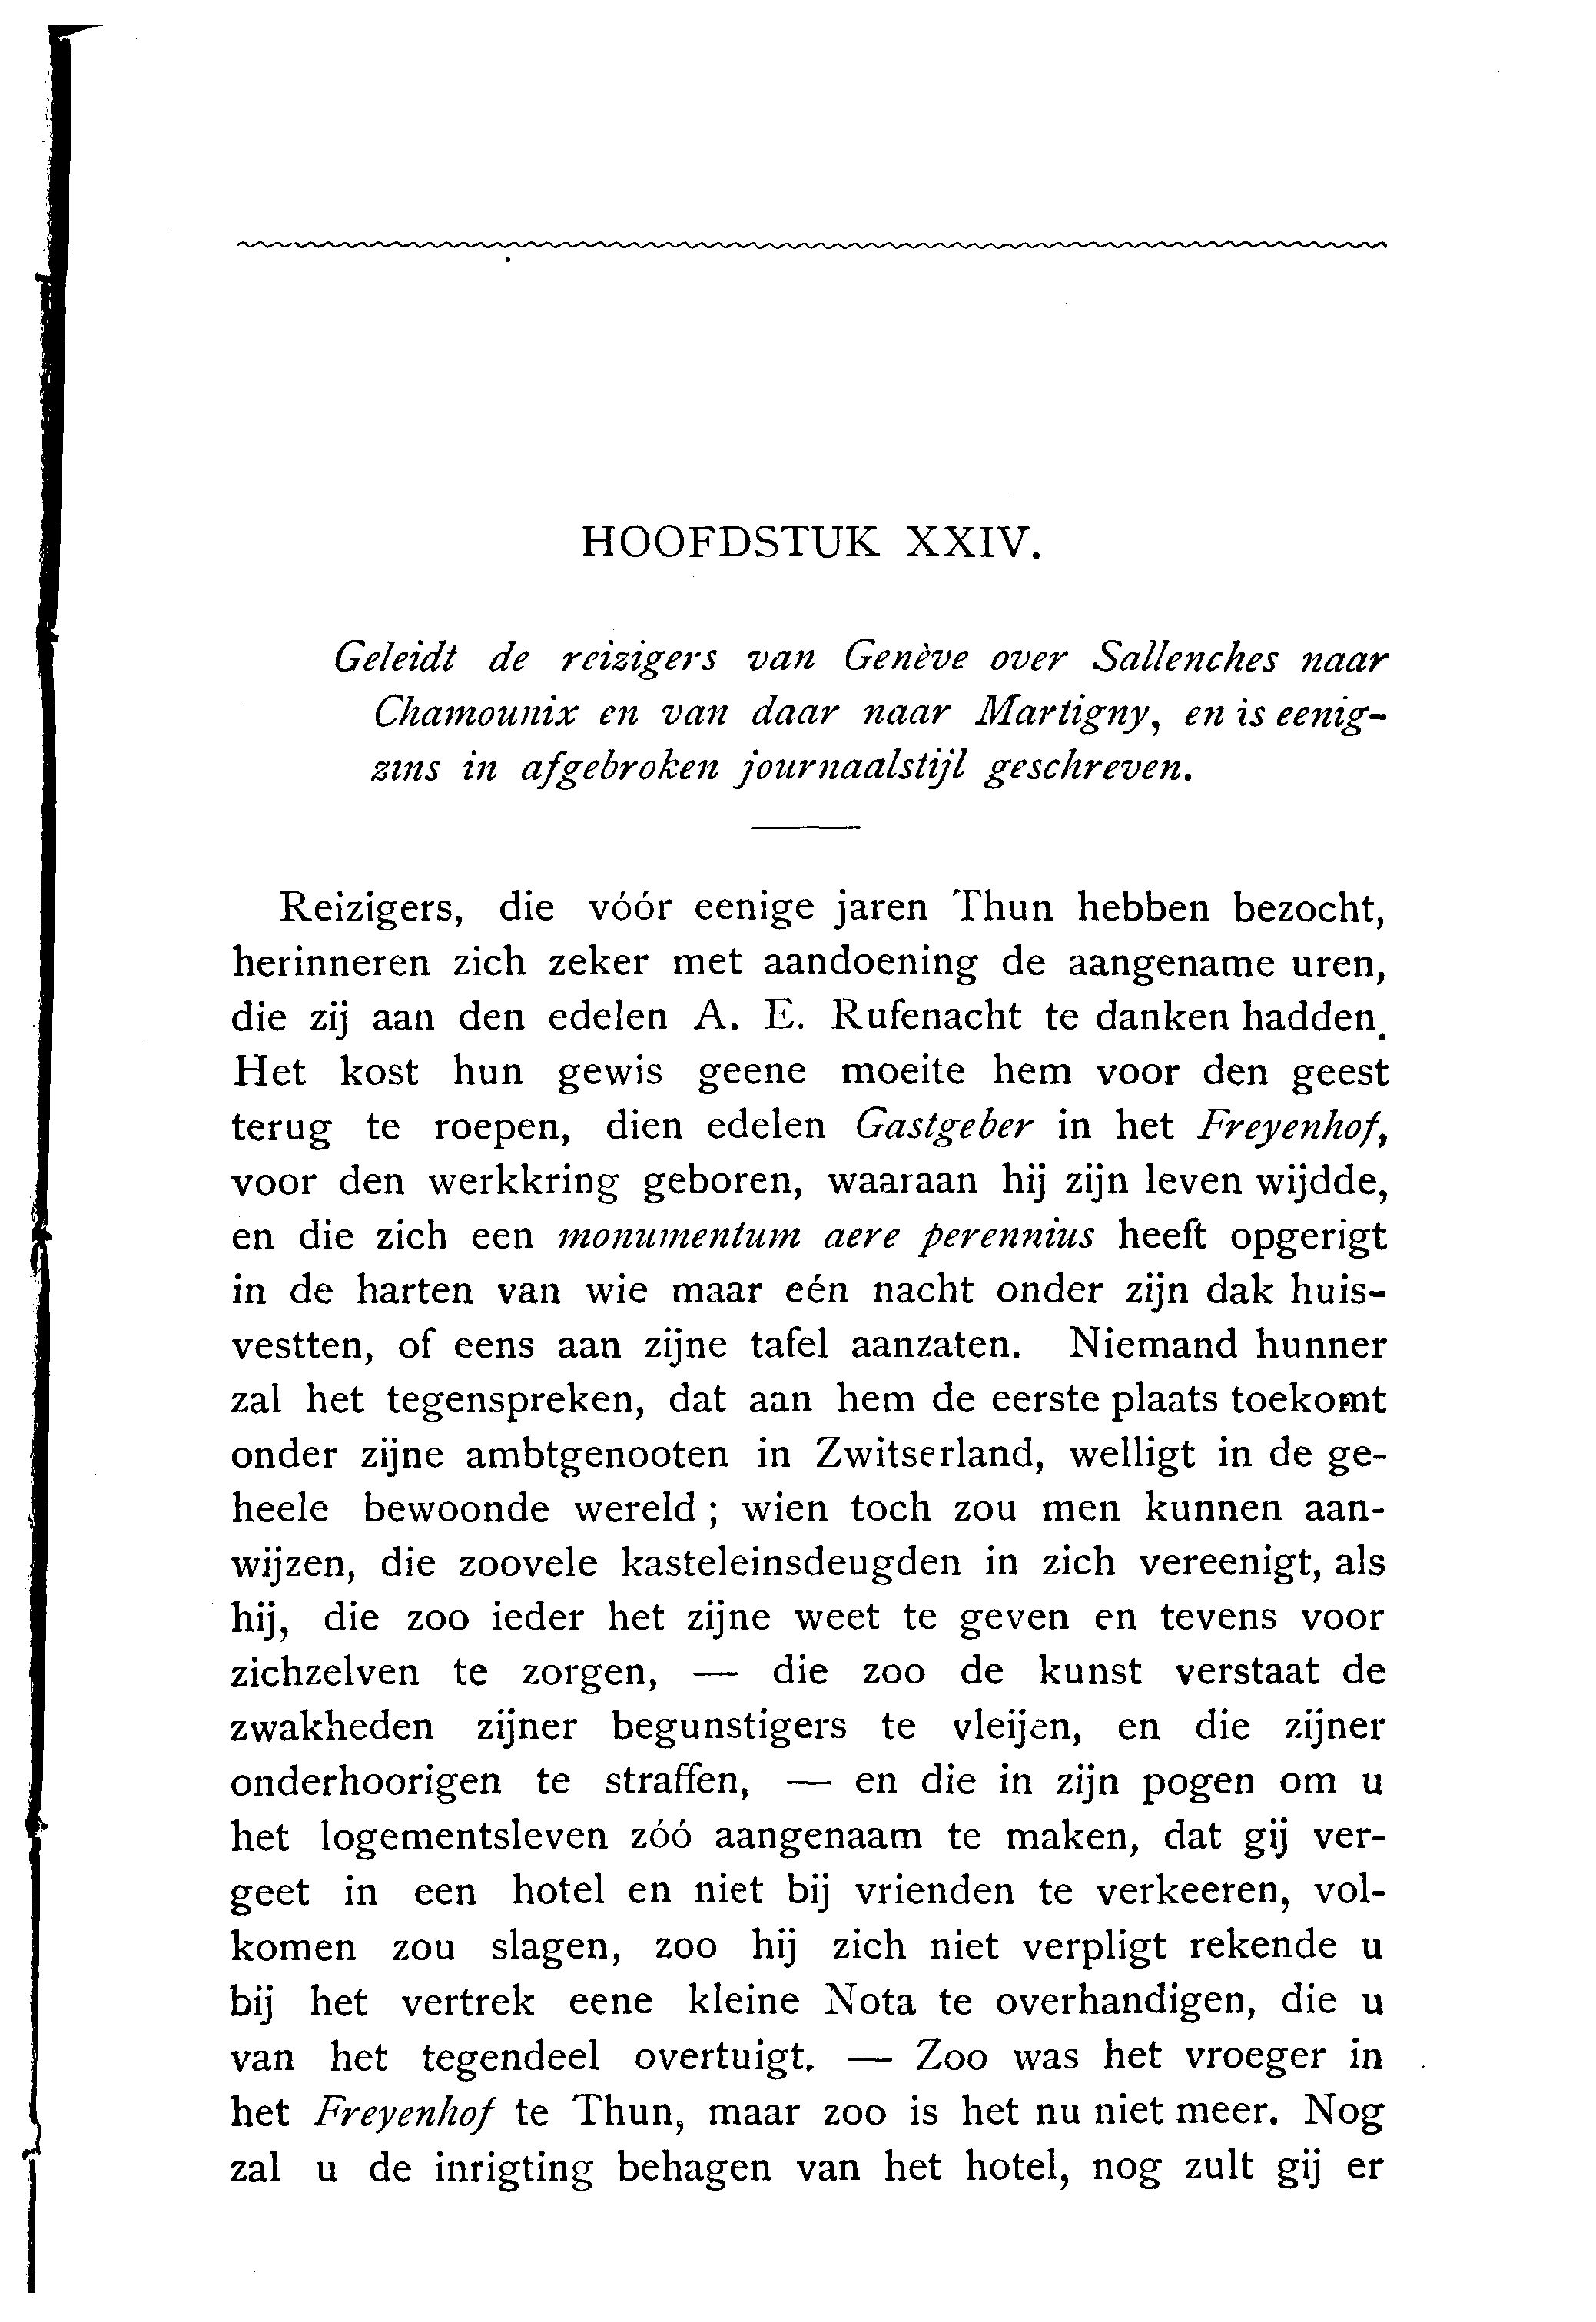 HOOFDSTUK XXIV.
Geleidt de reizigers van Genève over Sallenches naar
Chamounix en van daar naar Martigny, en is eenig-
zins in afgebroken journaalstijl geschreven.
Reizigers, die vóór eenige jaren Thun hebben bezocht,
herinneren zich zeker met aandoening de aangename uren,
die zij aan den edelen A. E. Rufenacht te danken hadden.
Het kost hun gewis geene moeite hem voor den geest
terug te roepen, dien edelen Gastgeber in het Freyenhof,
voor den werkkring geboren, waaraan hij zijn leven wijdde,
en die zich een monumentum aere perennius heeft opgerigt
in de harten van wie maar eén nacht onder zijn dak huis-
vestten, of eens aan zijne tafel aanzaten. Niemand hunner
zal het tegenspreken, dat aan hem de eerste plaats toekomt
onder zijne ambtgenooten in Zwitserland, welligt in de ge-
heele bewoonde wereld; wien toch zou men kunnen aan-
wijzen, die zoovele kasteleinsdeugden in zich vereenigt, als
hij, die zoo ieder het zijne weet te geven en tevens voor
zichzelven te zorgen, — die zoo de kunst verstaat de
zwakheden zijner begunstigers te vleijen, en die zijner
onderhoorigen te straffen, — en die in zijn pogen om u
het logementsleven zóó aangenaam te maken, dat gij ver-
geet in een hotel en niet bij vrienden te verkeeren, vol-
komen zou slagen, zoo hij zich niet verpligt rekende u
bij het vertrek eene kleine Nota te overhandigen, die u
van het tegendeel overtuigt. — Zoo was het vroeger in
het Freyenhof te Thun, maar zoo is het nu niet meer. Nog
zal u de inrigting behagen van het hotel, nog zult gij er